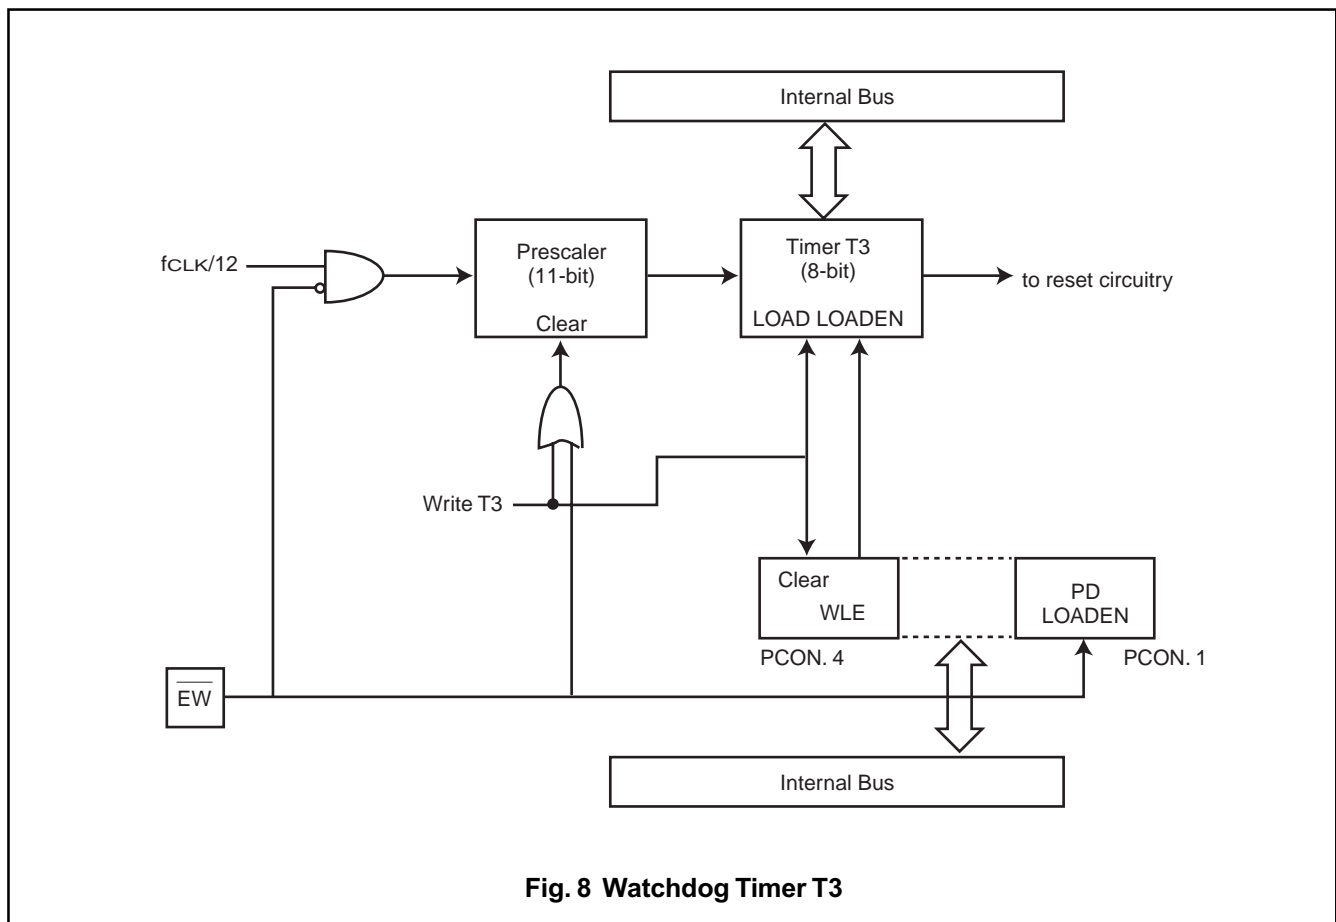 Internal Bus
fCLK/12
Prescaler
(11-bit)
Clear
Timer T3
(8-bit)
LOAD LOADEN
to reset circuitry
Write T3
Clear
WLE
PD
LOADEN
PCON. 4
PCON. 1
EW
Internal Bus
Fig. 8 Watchdog Timer T3